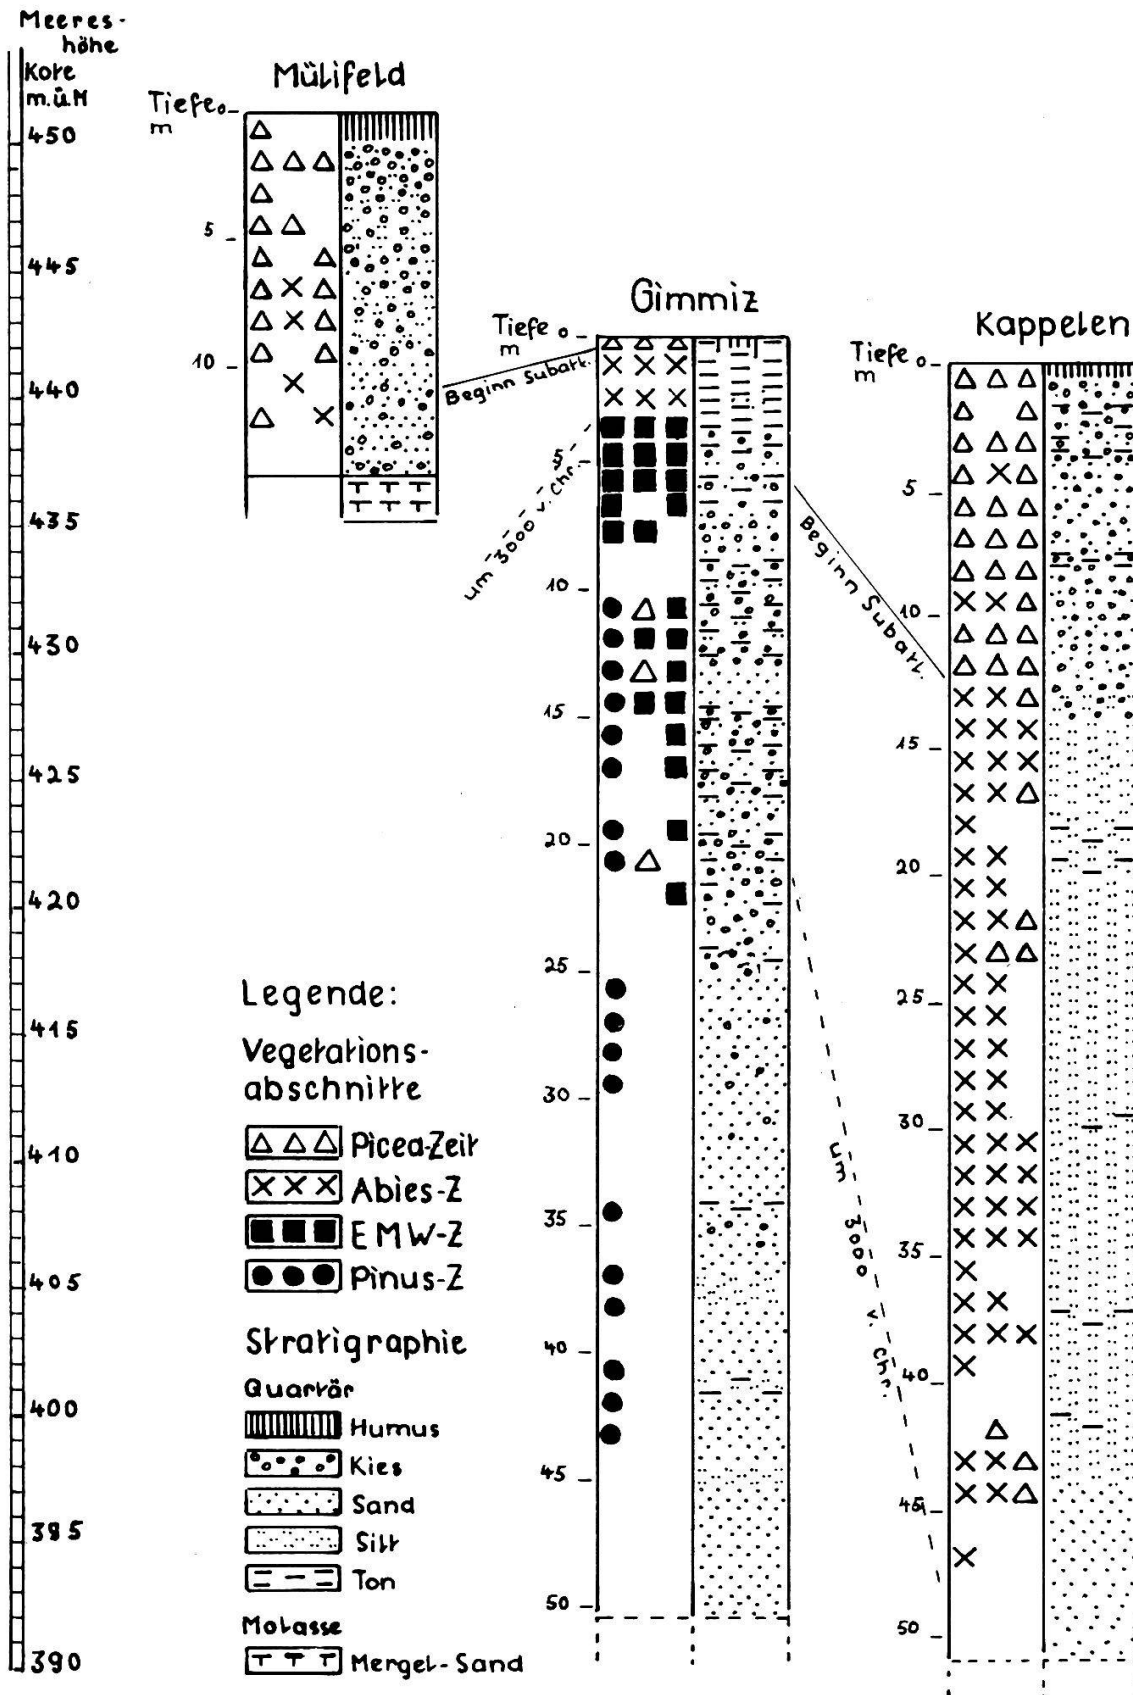 Meeres-
höhe
Kote
m.ü.M
450
445
440
435
430
425
420
415
410
405
400
395
390
Mülifeld
Tiefe 0
m
5
10
Beginn Subatl.
um 3000 v. Chr.
Gimmiz
Tiefe 0
m
5
10
15
20
25
30
35
40
45
50
Beginn Subatl.
um 3000 v. Chr.
Kappelen
Tiefe 0
m
5
10
15
20
25
30
35
40
45
50
Legende:
Vegetations-
abschnitte
Picea-Zeit
Abies-Z
EMW-Z
Pinus-Z
Stratigraphie
Quartär
Humus
Kies
Sand
Silt
Ton
Molasse
Mergel-Sand